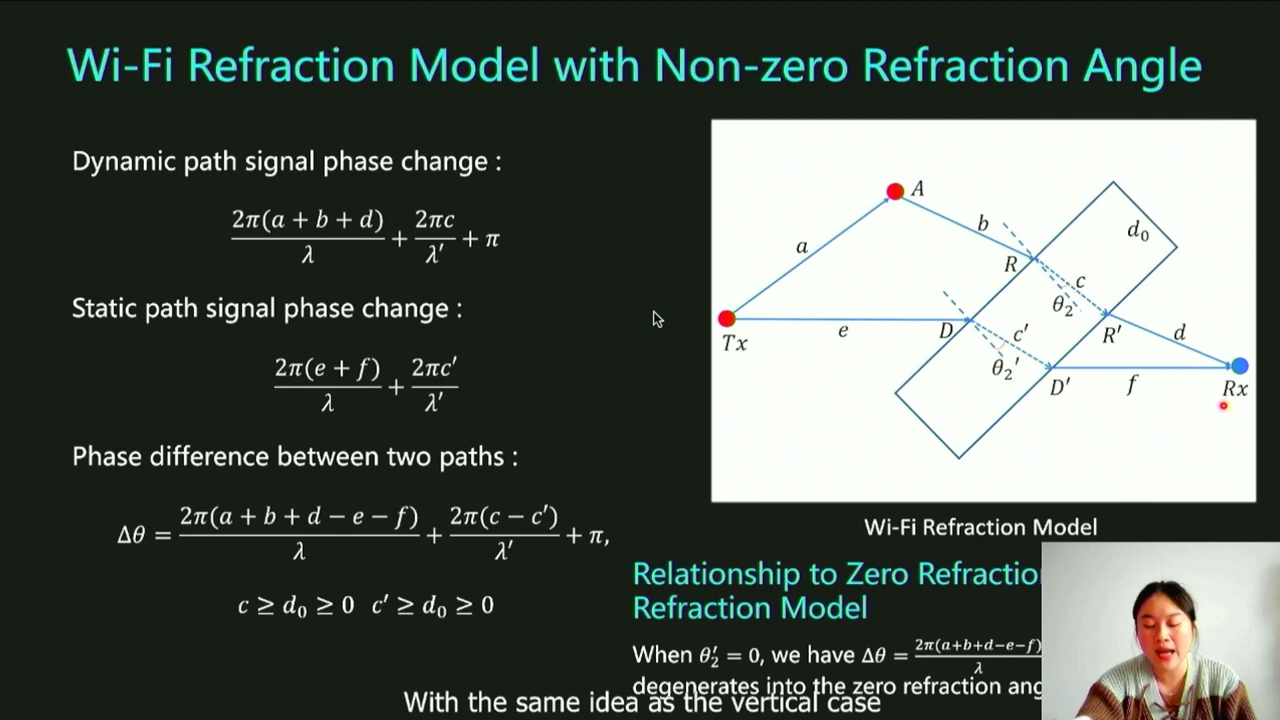 Wi-Fi Refraction Model with Non-zero Refraction Angle
Dynamic path signal phase change :
2π(a + b + d)/λ + 2πc/λ′ + π
Static path signal phase change :
2π(e + f)/λ + 2πc′/λ′
Phase difference between two paths :
Δθ = 2π(a + b + d − e − f)/λ + 2π(c − c′)/λ′ + π,
c ≥ d₀ ≥ 0 c′ ≥ d₀ ≥ 0
A
d₀
b
a
R
c
θ₂
Tx
e
D
c′
R′
d
θ₂′
D′
f
Rx
Wi-Fi Refraction Model
Relationship to Zero Refractio
Refraction Model
When θ₂′ = 0, we have Δθ = 2π(a+b+d−e−f)/λ
degenerates into the zero refraction ang
With the same idea as the vertical case